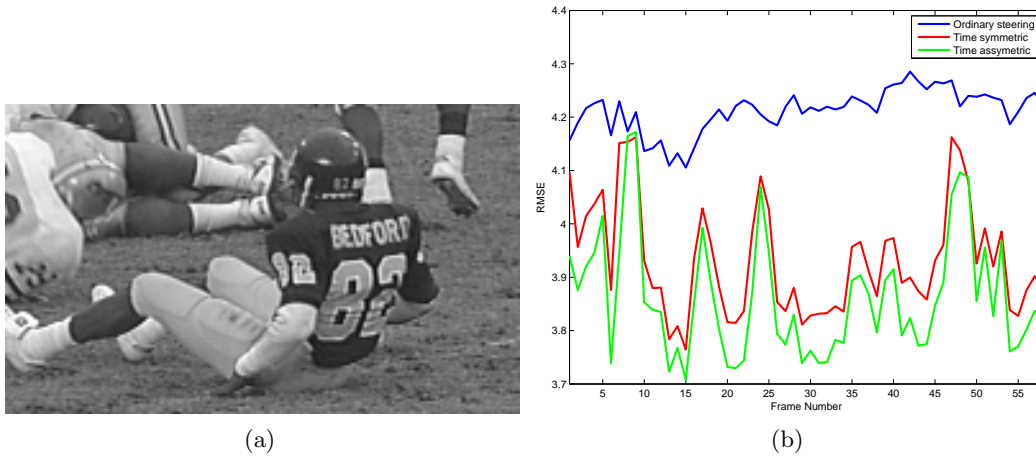 82
BEDFORD
82
82
4.4
4.3
4.2
4.1
4
3.9
3.8
3.7
RMSE
5 10 15 20 25 30 35 40 45 50 55
Frame Number
Ordinary steering
Time symmetric
Time assymetric
(a)
(b)